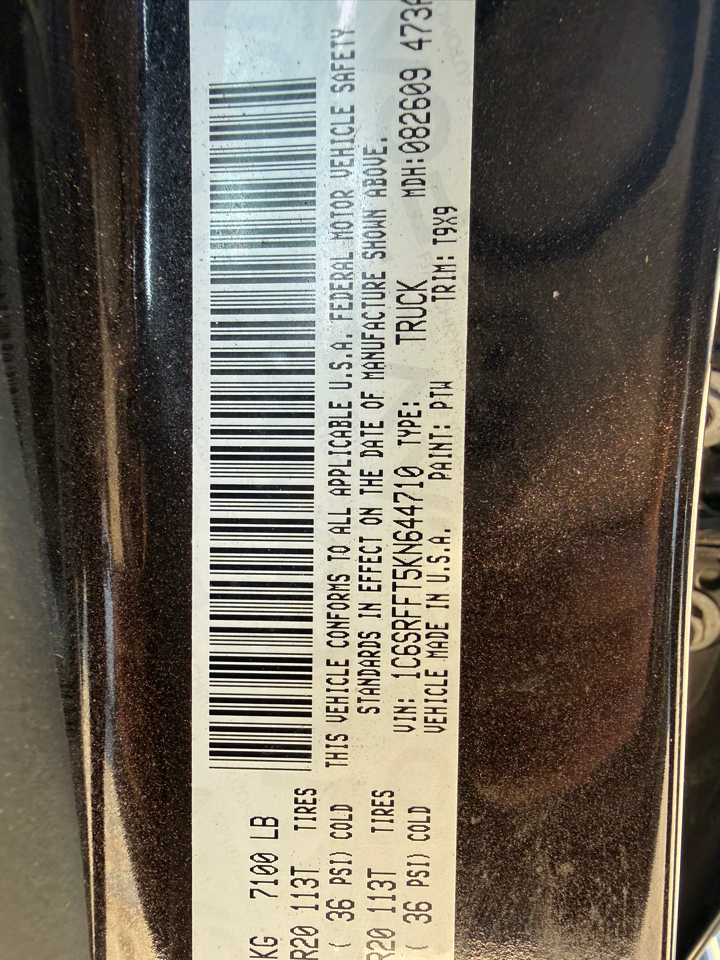 KG 7100 LB
R20 113T TIRES
( 36 PSI) COLD
R20 113T TIRES
( 36 PSI) COLD
THIS VEHICLE CONFORMS TO ALL APPLICABLE U.S.A. FEDERAL MOTOR VEHICLE SAFETY
STANDARDS IN EFFECT ON THE DATE OF MANUFACTURE SHOWN ABOVE.
VIN: 1C6SRFFT5KN644710 TYPE: TRUCK MDH:082609 473A
VEHICLE MADE IN U.S.A. PAINT: PTW TRIM: T9X9